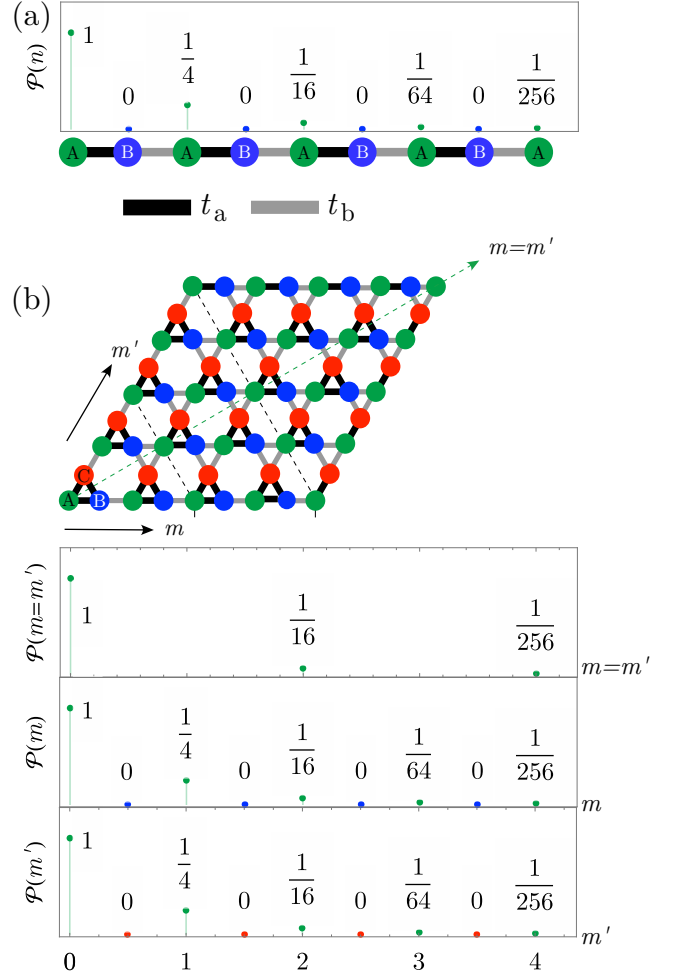 (a)
𝒫(n)
1 0 1/4 0 1/16 0 1/64 0 1/256
A B A B A B A B A
t_a t_b
(b)
m=m'
m'
C
A B
m
𝒫(m=m')
1 1/16 1/256
m=m'
𝒫(m)
1 0 1/4 0 1/16 0 1/64 0 1/256
m
𝒫(m')
1 0 1/4 0 1/16 0 1/64 0 1/256
m'
0 1 2 3 4